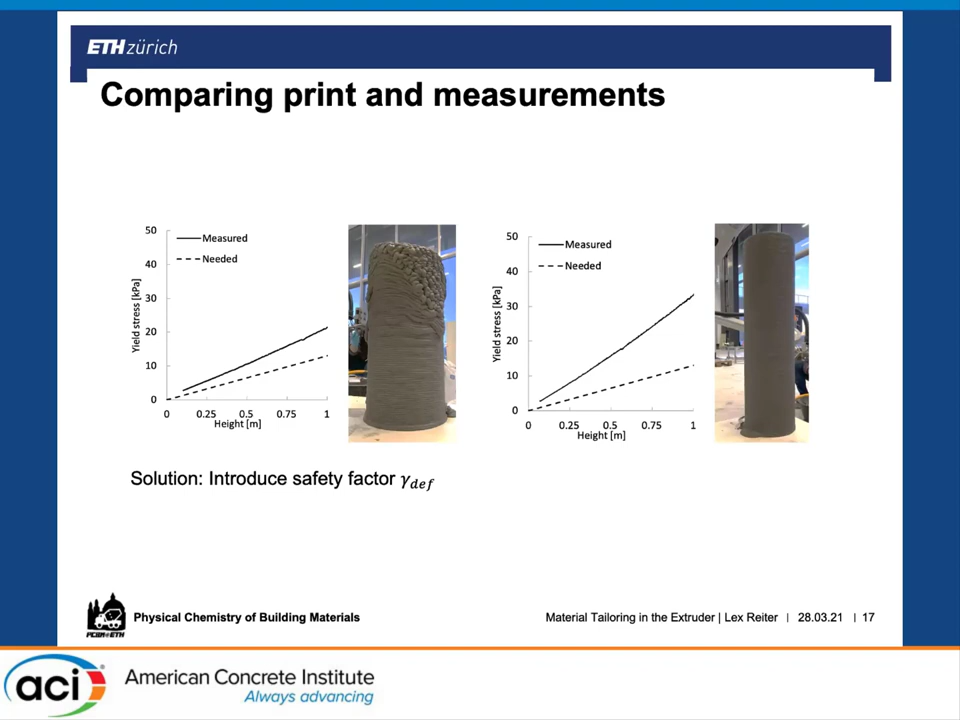 ETH zürich
Comparing print and measurements
50
40
30
20
10
0
Yield stress [kPa]
Measured
Needed
0 0.25 0.5 0.75 1
Height [m]
50
40
30
20
10
0
Yield stress [kPa]
Measured
Needed
0 0.25 0.5 0.75 1
Height [m]
Solution: Introduce safety factor γ_def
PCBM@ETH
Physical Chemistry of Building Materials
Material Tailoring in the Extruder | Lex Reiter | 28.03.21 | 17
aci
American Concrete Institute
Always advancing